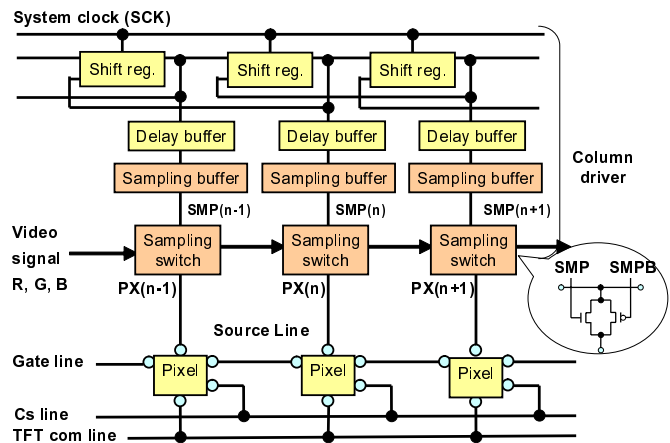 System clock (SCK)
Shift reg.
Shift reg.
Shift reg.
Delay buffer
Delay buffer
Delay buffer
Column
driver
Sampling buffer
Sampling buffer
Sampling buffer
SMP(n-1)
SMP(n)
SMP(n+1)
Video
signal
R, G, B
Sampling
switch
Sampling
switch
Sampling
switch
SMP
SMPB
PX(n-1)
PX(n)
PX(n+1)
Source Line
Gate line
Pixel
Pixel
Pixel
Cs line
TFT com line